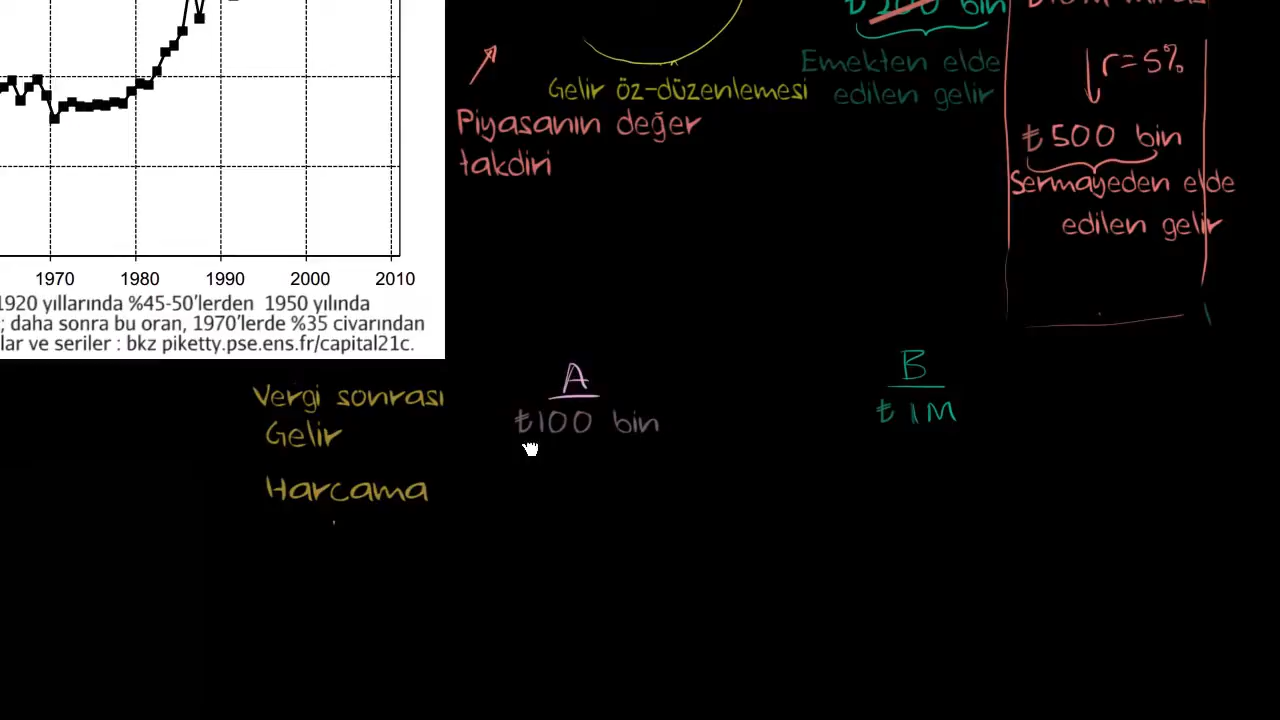 1970 1980 1990 2000 2010
1920 yıllarında %45-50'lerden 1950 yılında
; daha sonra bu oran, 1970'lerde %35 civarından
lar ve seriler : bkz piketty.pse.ens.fr/capital21c.
Gelir öz-düzenlemesi
Piyasanın değer
takdiri
bin
Emekten elde
edilen gelir
r=5%
₺500 bin
Sermayeden elde
edilen gelir
Vergi sonrası
Gelir
Harcama
A
₺100 bin
B
₺ 1M